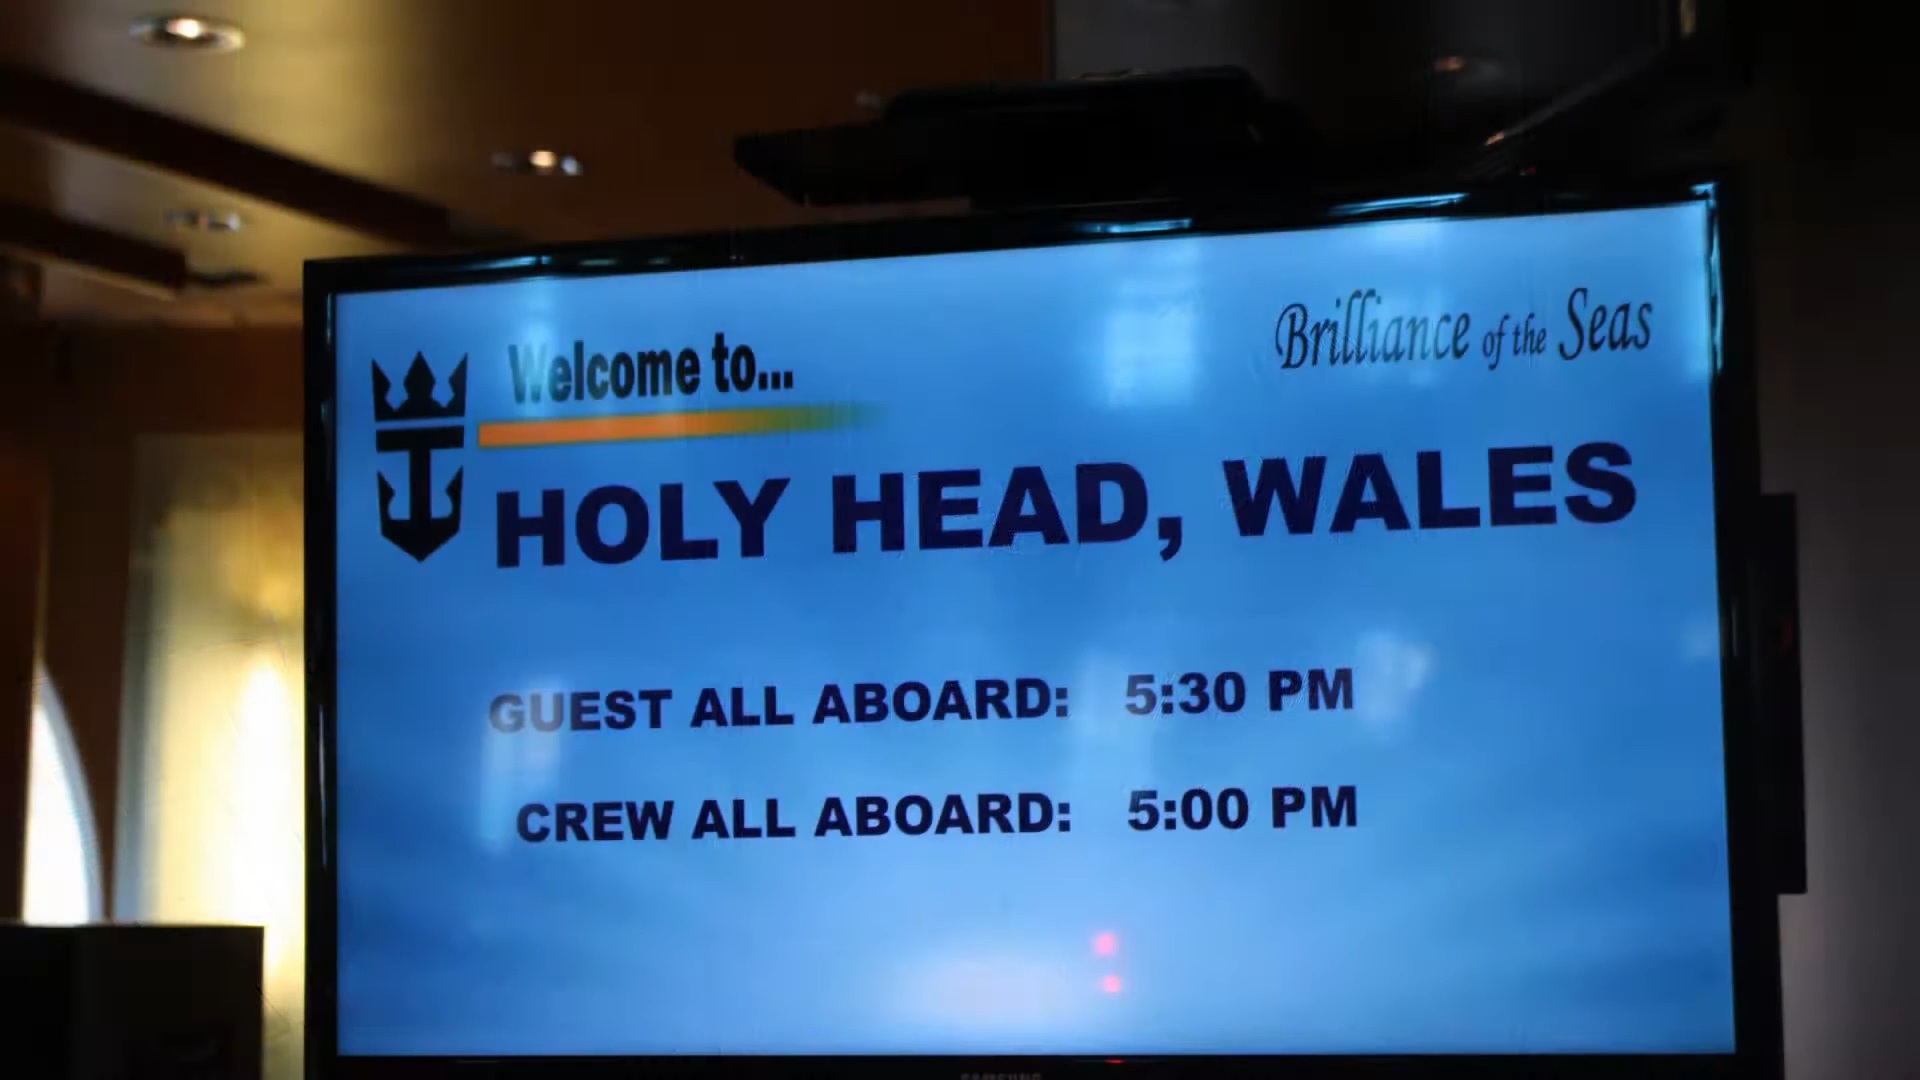 Welcome to...
Brilliance of the Seas
HOLY HEAD, WALES
GUEST ALL ABOARD: 5:30 PM
CREW ALL ABOARD: 5:00 PM
SAMSUNG